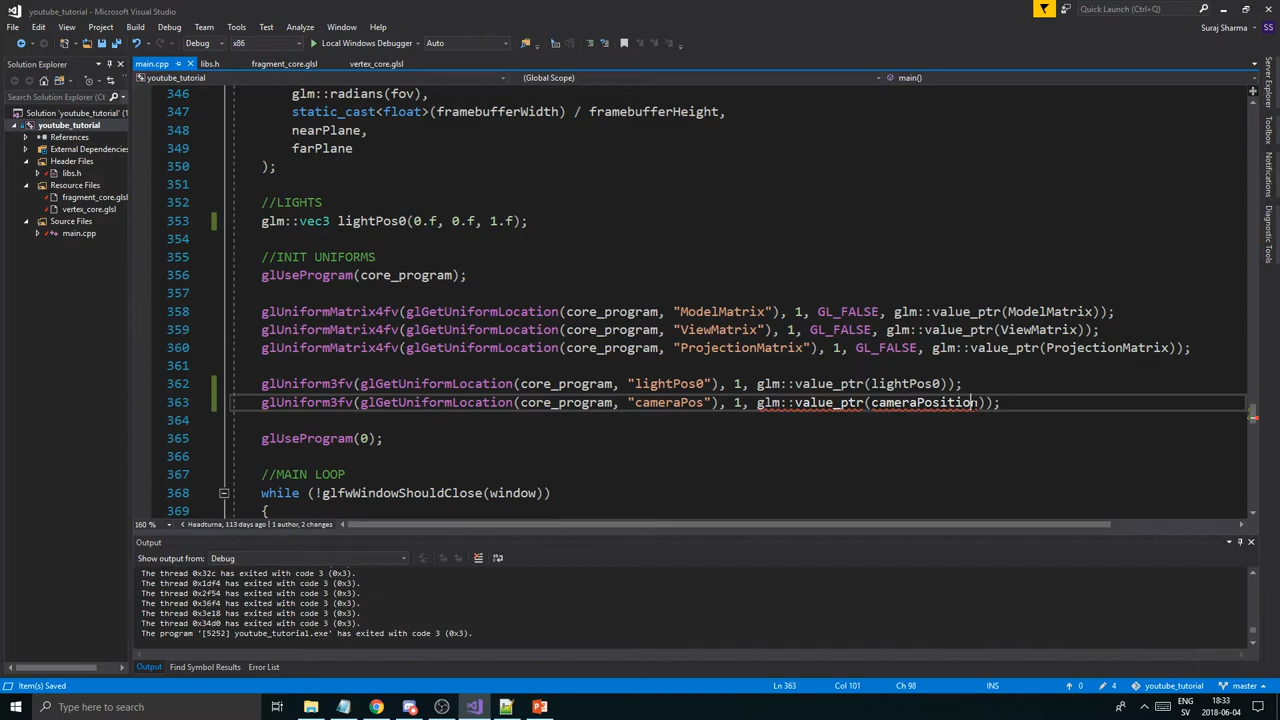 youtube_tutorial - Microsoft Visual Studio
Quick Launch (Ctrl+Q)
File Edit View Project Build Debug Team Tools Test Analyze Window Help
Suraj Sharma
Debug x86 Local Windows Debugger Auto
Solution Explorer
main.cpp libs.h fragment_core.glsl vertex_core.glsl
youtube_tutorial (Global Scope) main()
Search Solution Explorer (Ct
Solution 'youtube_tutorial' (1
youtube_tutorial
References
External Dependencies
Header Files
libs.h
Resource Files
fragment_core.glsl
vertex_core.glsl
Source Files
main.cpp
346 glm::radians(fov),
347 static_cast<float>(framebufferWidth) / framebufferHeight,
348 nearPlane,
349 farPlane
350 );
351
352 //LIGHTS
353 glm::vec3 lightPos0(0.f, 0.f, 1.f);
354
355 //INIT UNIFORMS
356 glUseProgram(core_program);
357
358 glUniformMatrix4fv(glGetUniformLocation(core_program, "ModelMatrix"), 1, GL_FALSE, glm::value_ptr(ModelMatrix));
359 glUniformMatrix4fv(glGetUniformLocation(core_program, "ViewMatrix"), 1, GL_FALSE, glm::value_ptr(ViewMatrix));
360 glUniformMatrix4fv(glGetUniformLocation(core_program, "ProjectionMatrix"), 1, GL_FALSE, glm::value_ptr(ProjectionMatrix));
361
362 glUniform3fv(glGetUniformLocation(core_program, "lightPos0"), 1, glm::value_ptr(lightPos0));
363 glUniform3fv(glGetUniformLocation(core_program, "cameraPos"), 1, glm::value_ptr(cameraPosition));
364
365 glUseProgram(0);
366
367 //MAIN LOOP
368 while (!glfwWindowShouldClose(window))
369 {
160 % Headturna, 113 days ago | 1 author, 2 changes
Server Explorer
Toolbox
Notifications
Diagnostic Tools
Output
Show output from: Debug
The thread 0x32c has exited with code 3 (0x3).
The thread 0x1df4 has exited with code 3 (0x3).
The thread 0x2f54 has exited with code 3 (0x3).
The thread 0x36f4 has exited with code 3 (0x3).
The thread 0x3e18 has exited with code 3 (0x3).
The thread 0x34d0 has exited with code 3 (0x3).
The program '[5252] youtube_tutorial.exe' has exited with code 3 (0x3).
Output Find Symbol Results Error List
Item(s) Saved Ln 363 Col 101 Ch 98 INS 0 4 youtube_tutorial master
Type here to search
18:33
SV 2018-06-04